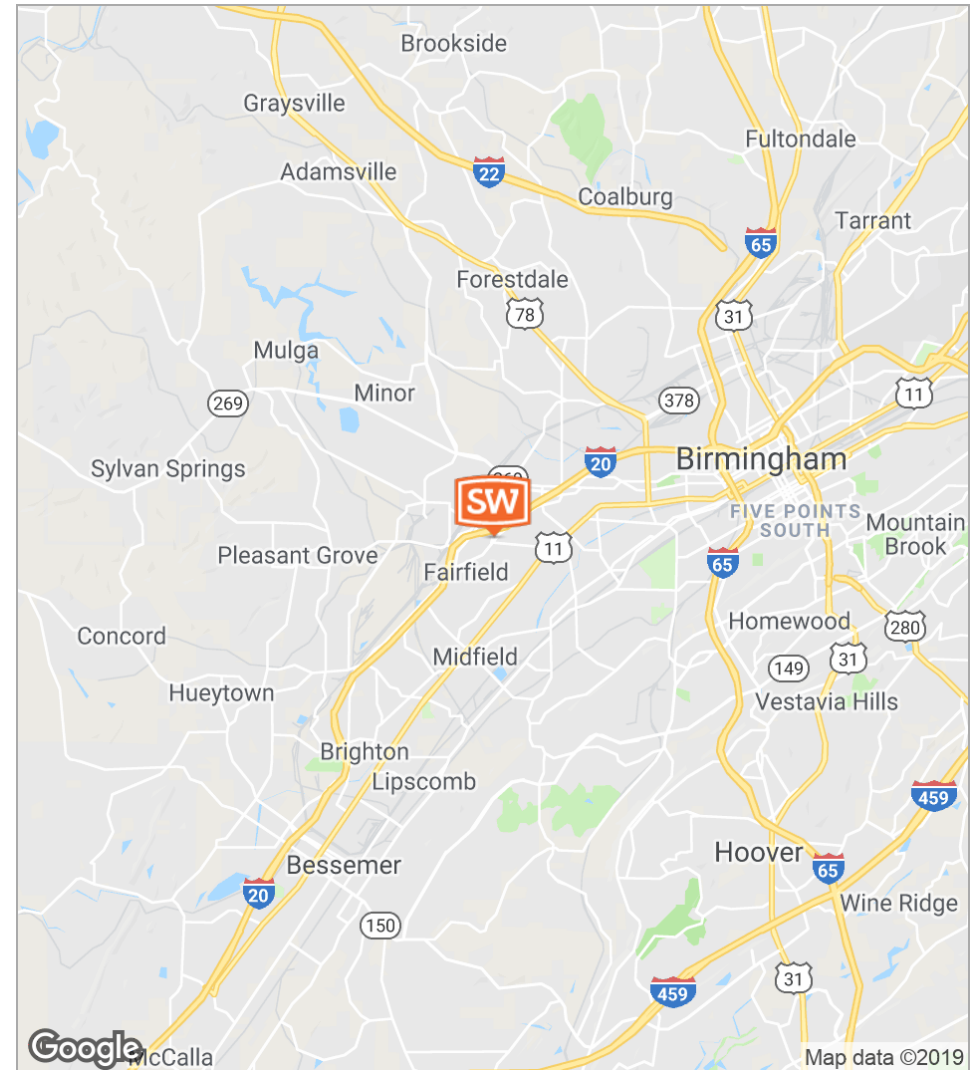 Brookside
Graysville
Fultondale
Adamsville
22
Coalburg
Tarrant
65
Forestdale
78
31
Mulga
Minor
269
378
11
Birmingham
20
Sylvan Springs
SW
FIVE POINTS
SOUTH
Mountain
Brook
11
Pleasant Grove
65
Fairfield
Homewood
280
Concord
31
149
Midfield
Hueytown
Vestavia Hills
Brighton
Lipscomb
459
Hoover
Bessemer
65
20
Wine Ridge
150
31
459
Google
McCalla
Map data ©2019